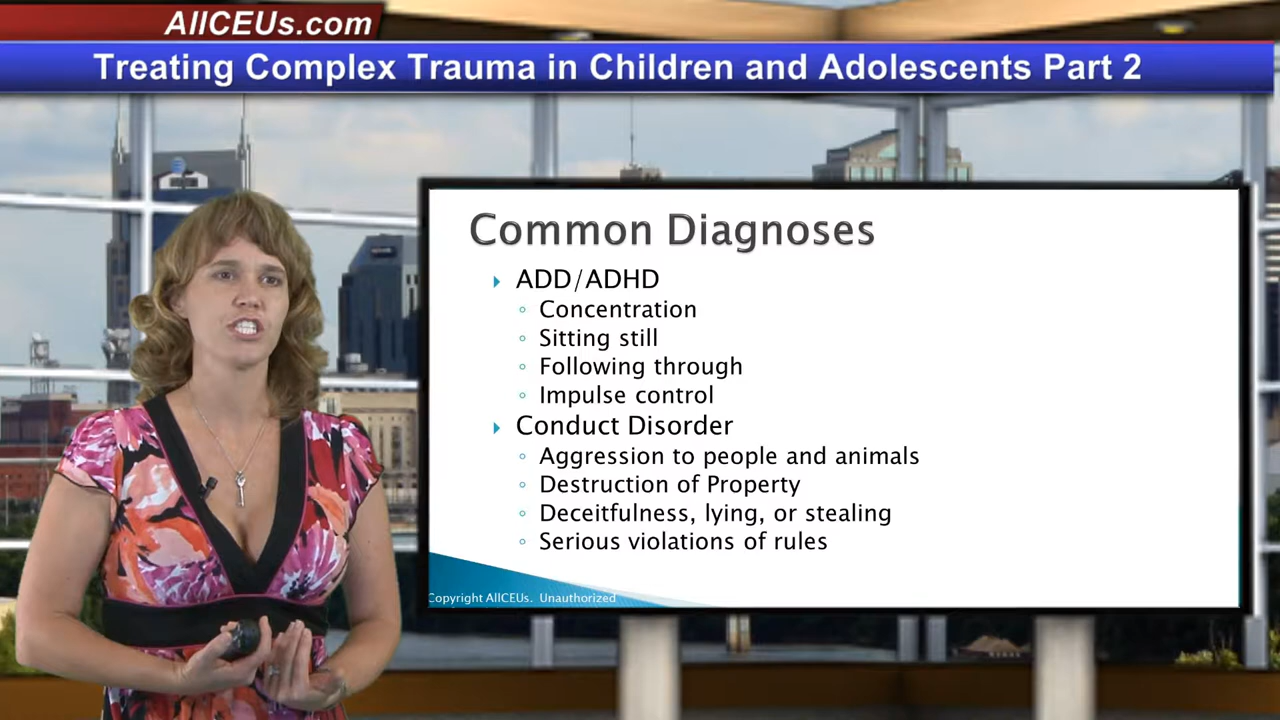 AllCEUs.com
Treating Complex Trauma in Children and Adolescents Part 2
Common Diagnoses
ADD/ADHD
Concentration
Sitting still
Following through
Impulse control
Conduct Disorder
Aggression to people and animals
Destruction of Property
Deceitfulness, lying, or stealing
Serious violations of rules
Copyright AllCEUs. Unauthorized